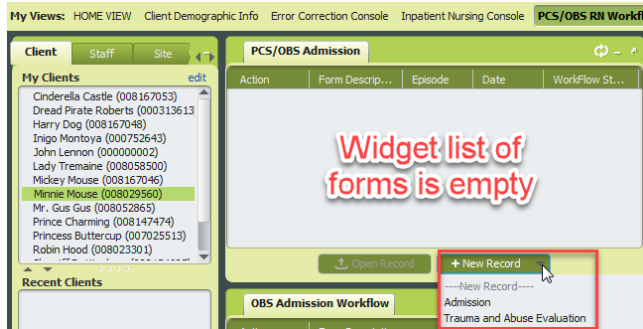 My Views: HOME VIEW Client Demographic Info Error Correction Console Inpatient Nursing Console PCS/OBS RN Workf
Client Staff Site
My Clients edit
Cinderella Castle (008167053)
Dread Pirate Roberts (000313613
Harry Dog (008167048)
Inigo Montoya (000752643)
John Lennon (000000002)
Lady Tremaine (008058500)
Mickey Mouse (008167046)
Minnie Mouse (008029560)
Mr. Gus Gus (008052865)
Prince Charming (008147474)
Princess Buttercup (007025513)
Robin Hood (008023301)
Recent Clients
PCS/OBS Admission
Action Form Descrip... Episode Date WorkFlow St...
Widget list of
forms is empty
Open Record + New Record
----New Record----
Admission
Trauma and Abuse Evaluation
OBS Admission Workflow